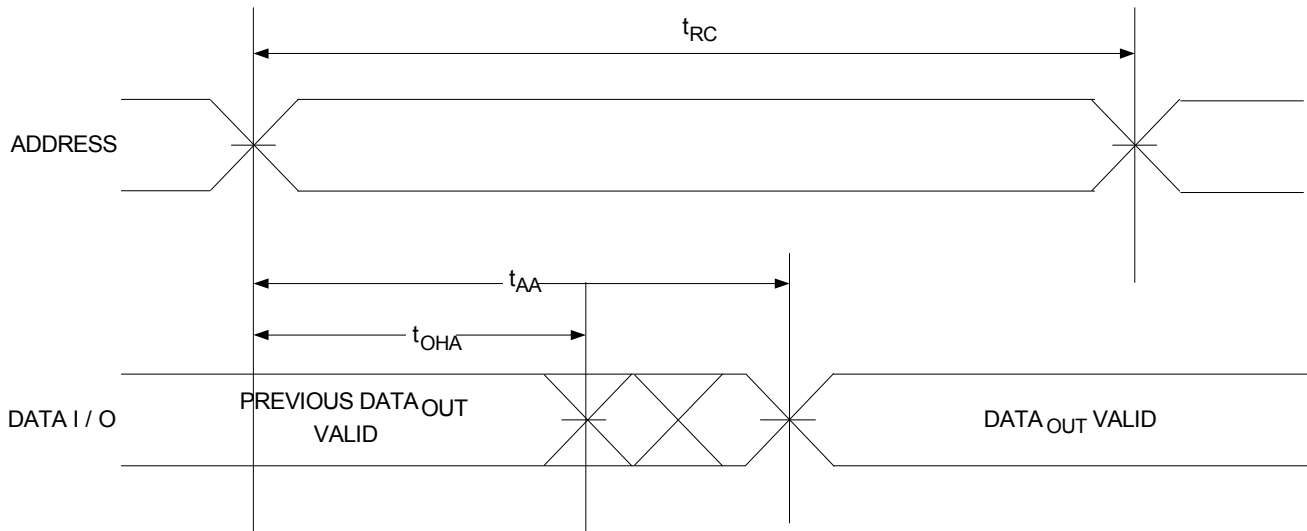 tRC
ADDRESS
tAA
tOHA
DATA I / O
PREVIOUS DATA OUT
VALID
DATA OUT VALID